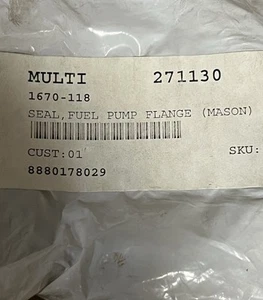 MULTI 271130
1670-118
SEAL,FUEL PUMP FLANGE (MASON)
CUST:01 SKU:
8880178029